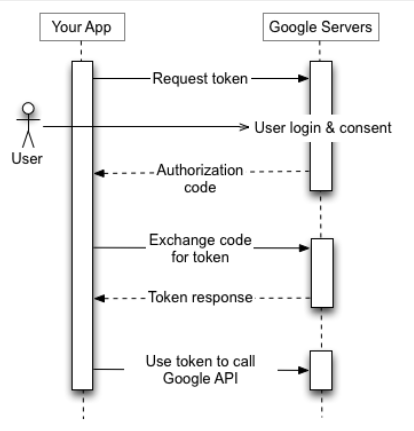 Your App
Google Servers
Request token
User login & consent
User
Authorization
code
Exchange code
for token
Token response
Use token to call
Google API